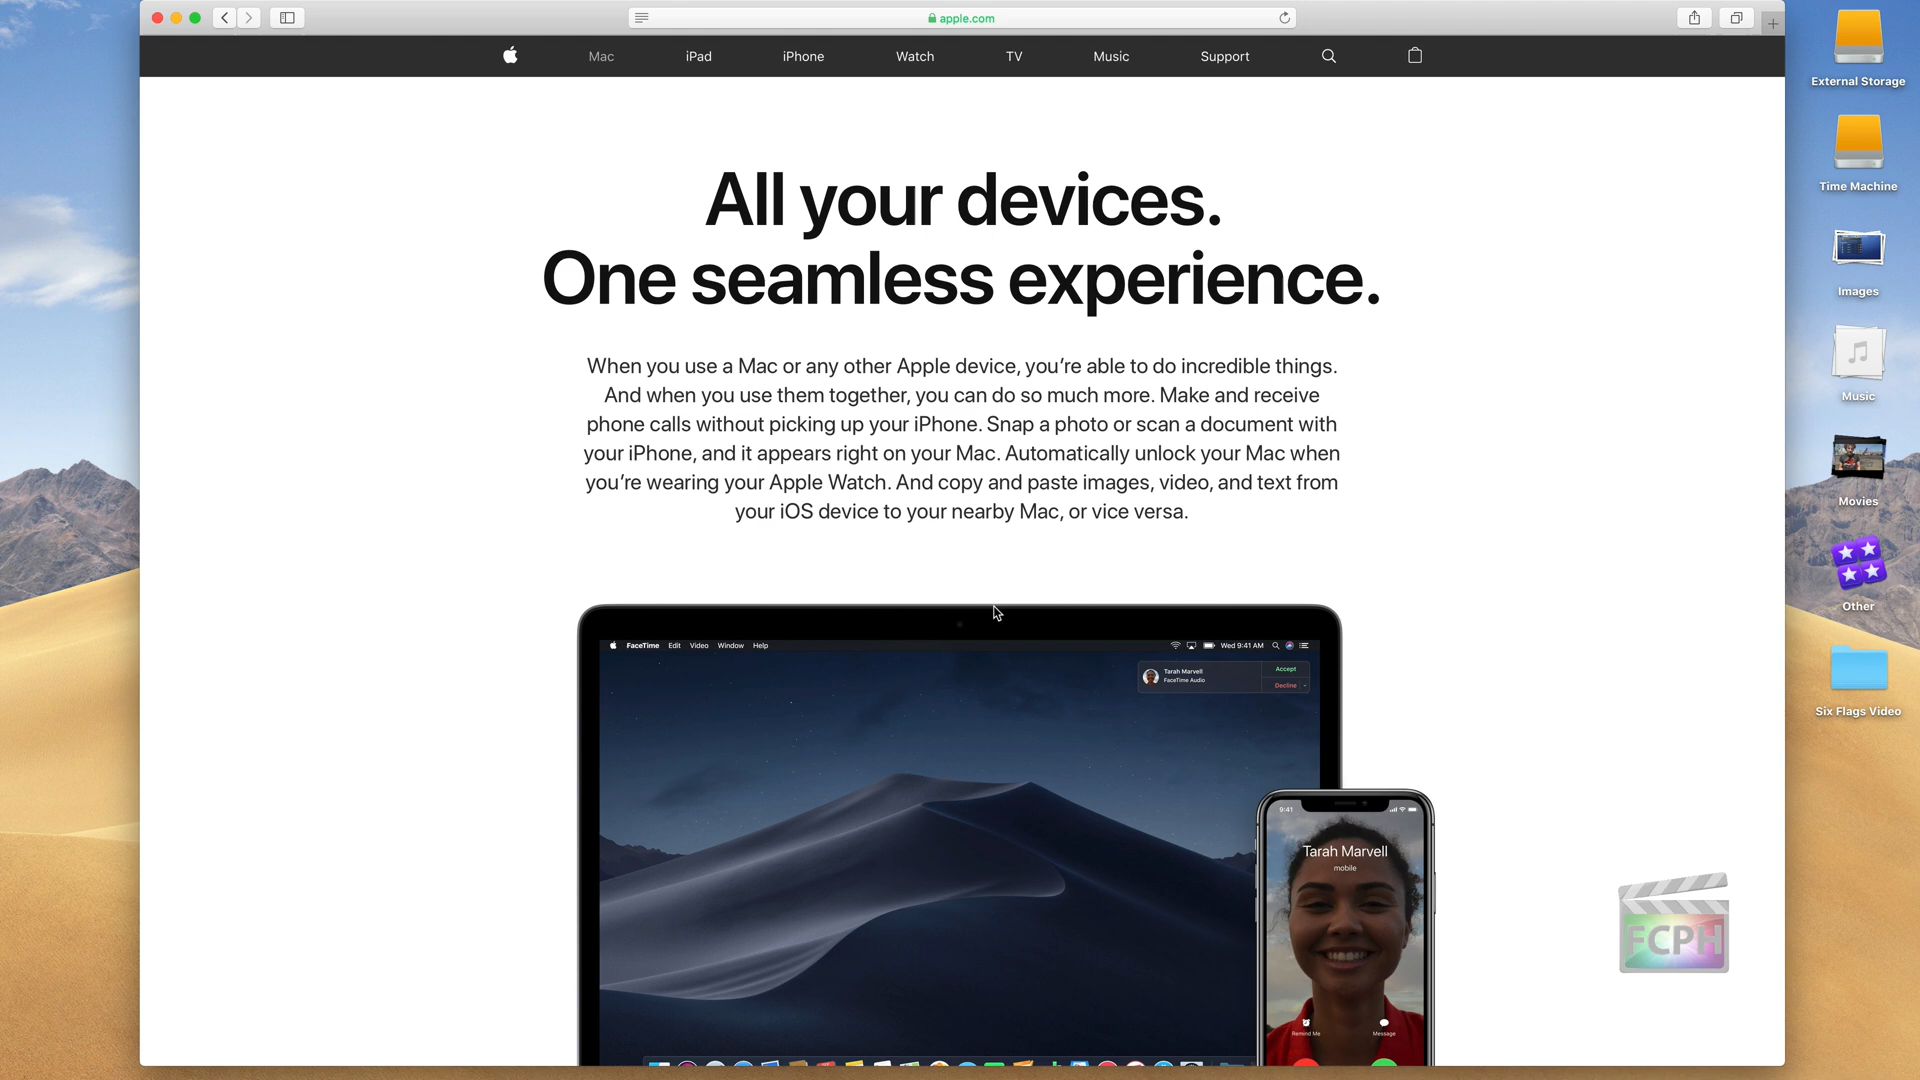 apple.com
Mac iPad iPhone Watch TV Music Support
All your devices.
One seamless experience.
When you use a Mac or any other Apple device, you’re able to do incredible things.
And when you use them together, you can do so much more. Make and receive
phone calls without picking up your iPhone. Snap a photo or scan a document with
your iPhone, and it appears right on your Mac. Automatically unlock your Mac when
you’re wearing your Apple Watch. And copy and paste images, video, and text from
your iOS device to your nearby Mac, or vice versa.
FaceTime Edit Video Window Help
Wed 9:41 AM
Tarah Marvell
FaceTime Audio
Accept
Decline
9:41
Tarah Marvell
mobile
Remind Me
Message
FCPH
External Storage
Time Machine
Images
Music
Movies
Other
Six Flags Video